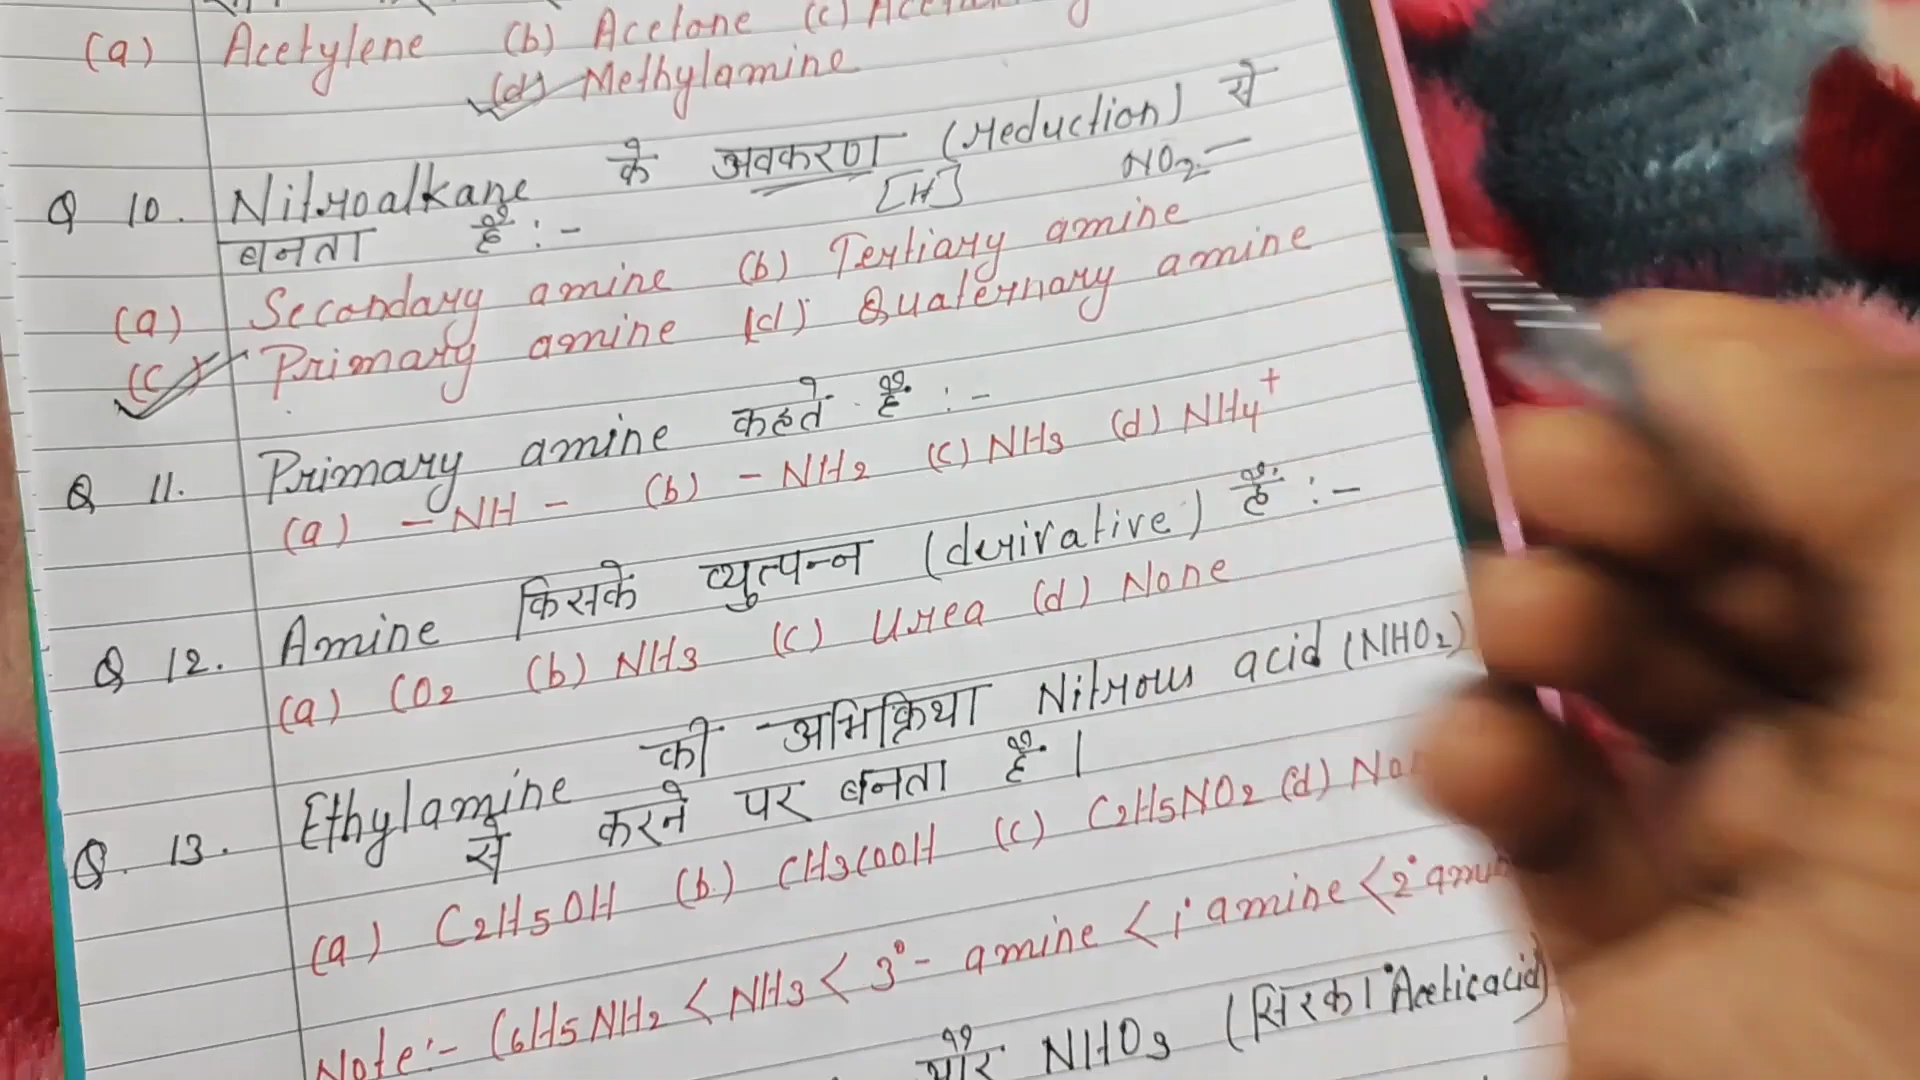 (a) Acetylene (b) Acetone (c)
(d) Methylamine
Q 10. Nitroalkane के अवकरण (reduction) से
[H] NO2-
बनता है :-
(a) Secondary amine (b) Tertiary amine
(c) Primary amine (d) Quaternary amine
Q 11. Primary amine कहते हैं :-
(a) -NH- (b) -NH2 (c) NH3 (d) NH4+
Q 12. Amine किसके व्युत्पन्न (derivative) हैं :-
(a) CO2 (b) NH3 (c) Urea (d) None
Q. 13. Ethylamine की अभिक्रिया Nitrous acid (NHO2)
से करने पर बनता है ।
(a) C2H5OH (b) CH3COOH (c) C2H5NO2 (d)
Note:- C6H5NH2 < NH3 < 3°- amine < 1° amine < 2°
और NHO3 (सिरका Acetic acid)